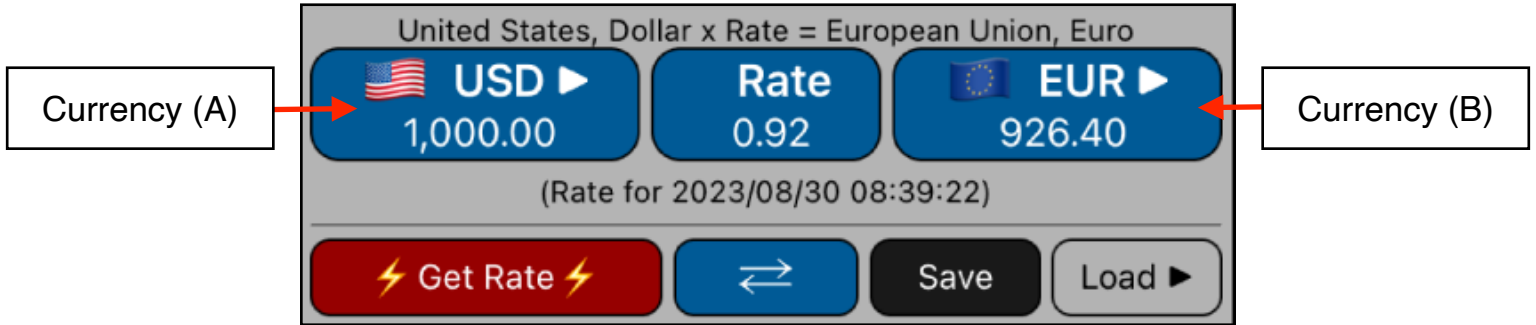 United States, Dollar x Rate = European Union, Euro
Currency (A)
USD ▶
1,000.00
Rate
0.92
EUR ▶
926.40
Currency (B)
(Rate for 2023/08/30 08:39:22)
⚡ Get Rate ⚡
⇄
Save
Load ▶